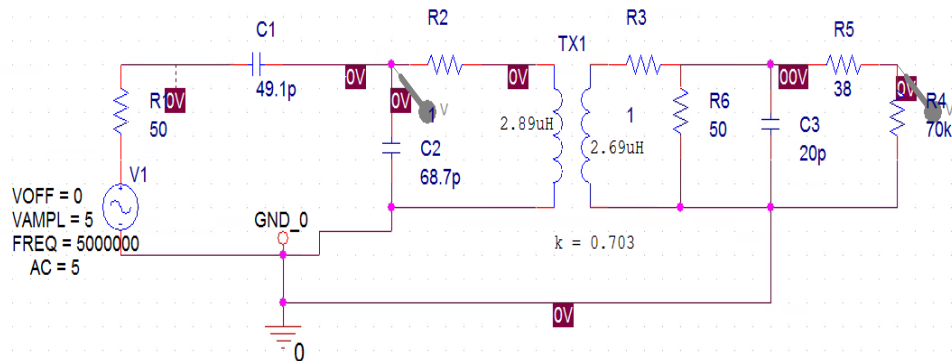 C1
49.1p
R1
50
0V
V1
VOFF = 0
VAMPL = 5
FREQ = 5000000
AC = 5
GND_0
0
0V
R2
0V
0V
1
V
C2
68.7p
TX1
2.89uH
2.69uH
k = 0.703
R3
1
R6
50
00V
C3
20p
R5
38
0V
V
R4
70k
0V